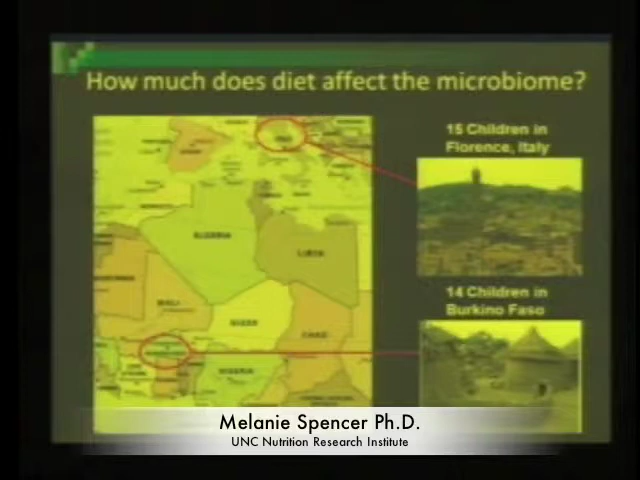 How much does diet affect the microbiome?
15 Children in
Florence, Italy
ALGERIA
LIBYA
MALI
NIGER
CHAD
NIGERIA
14 Children in
Burkino Faso
Melanie Spencer Ph.D.
UNC Nutrition Research Institute